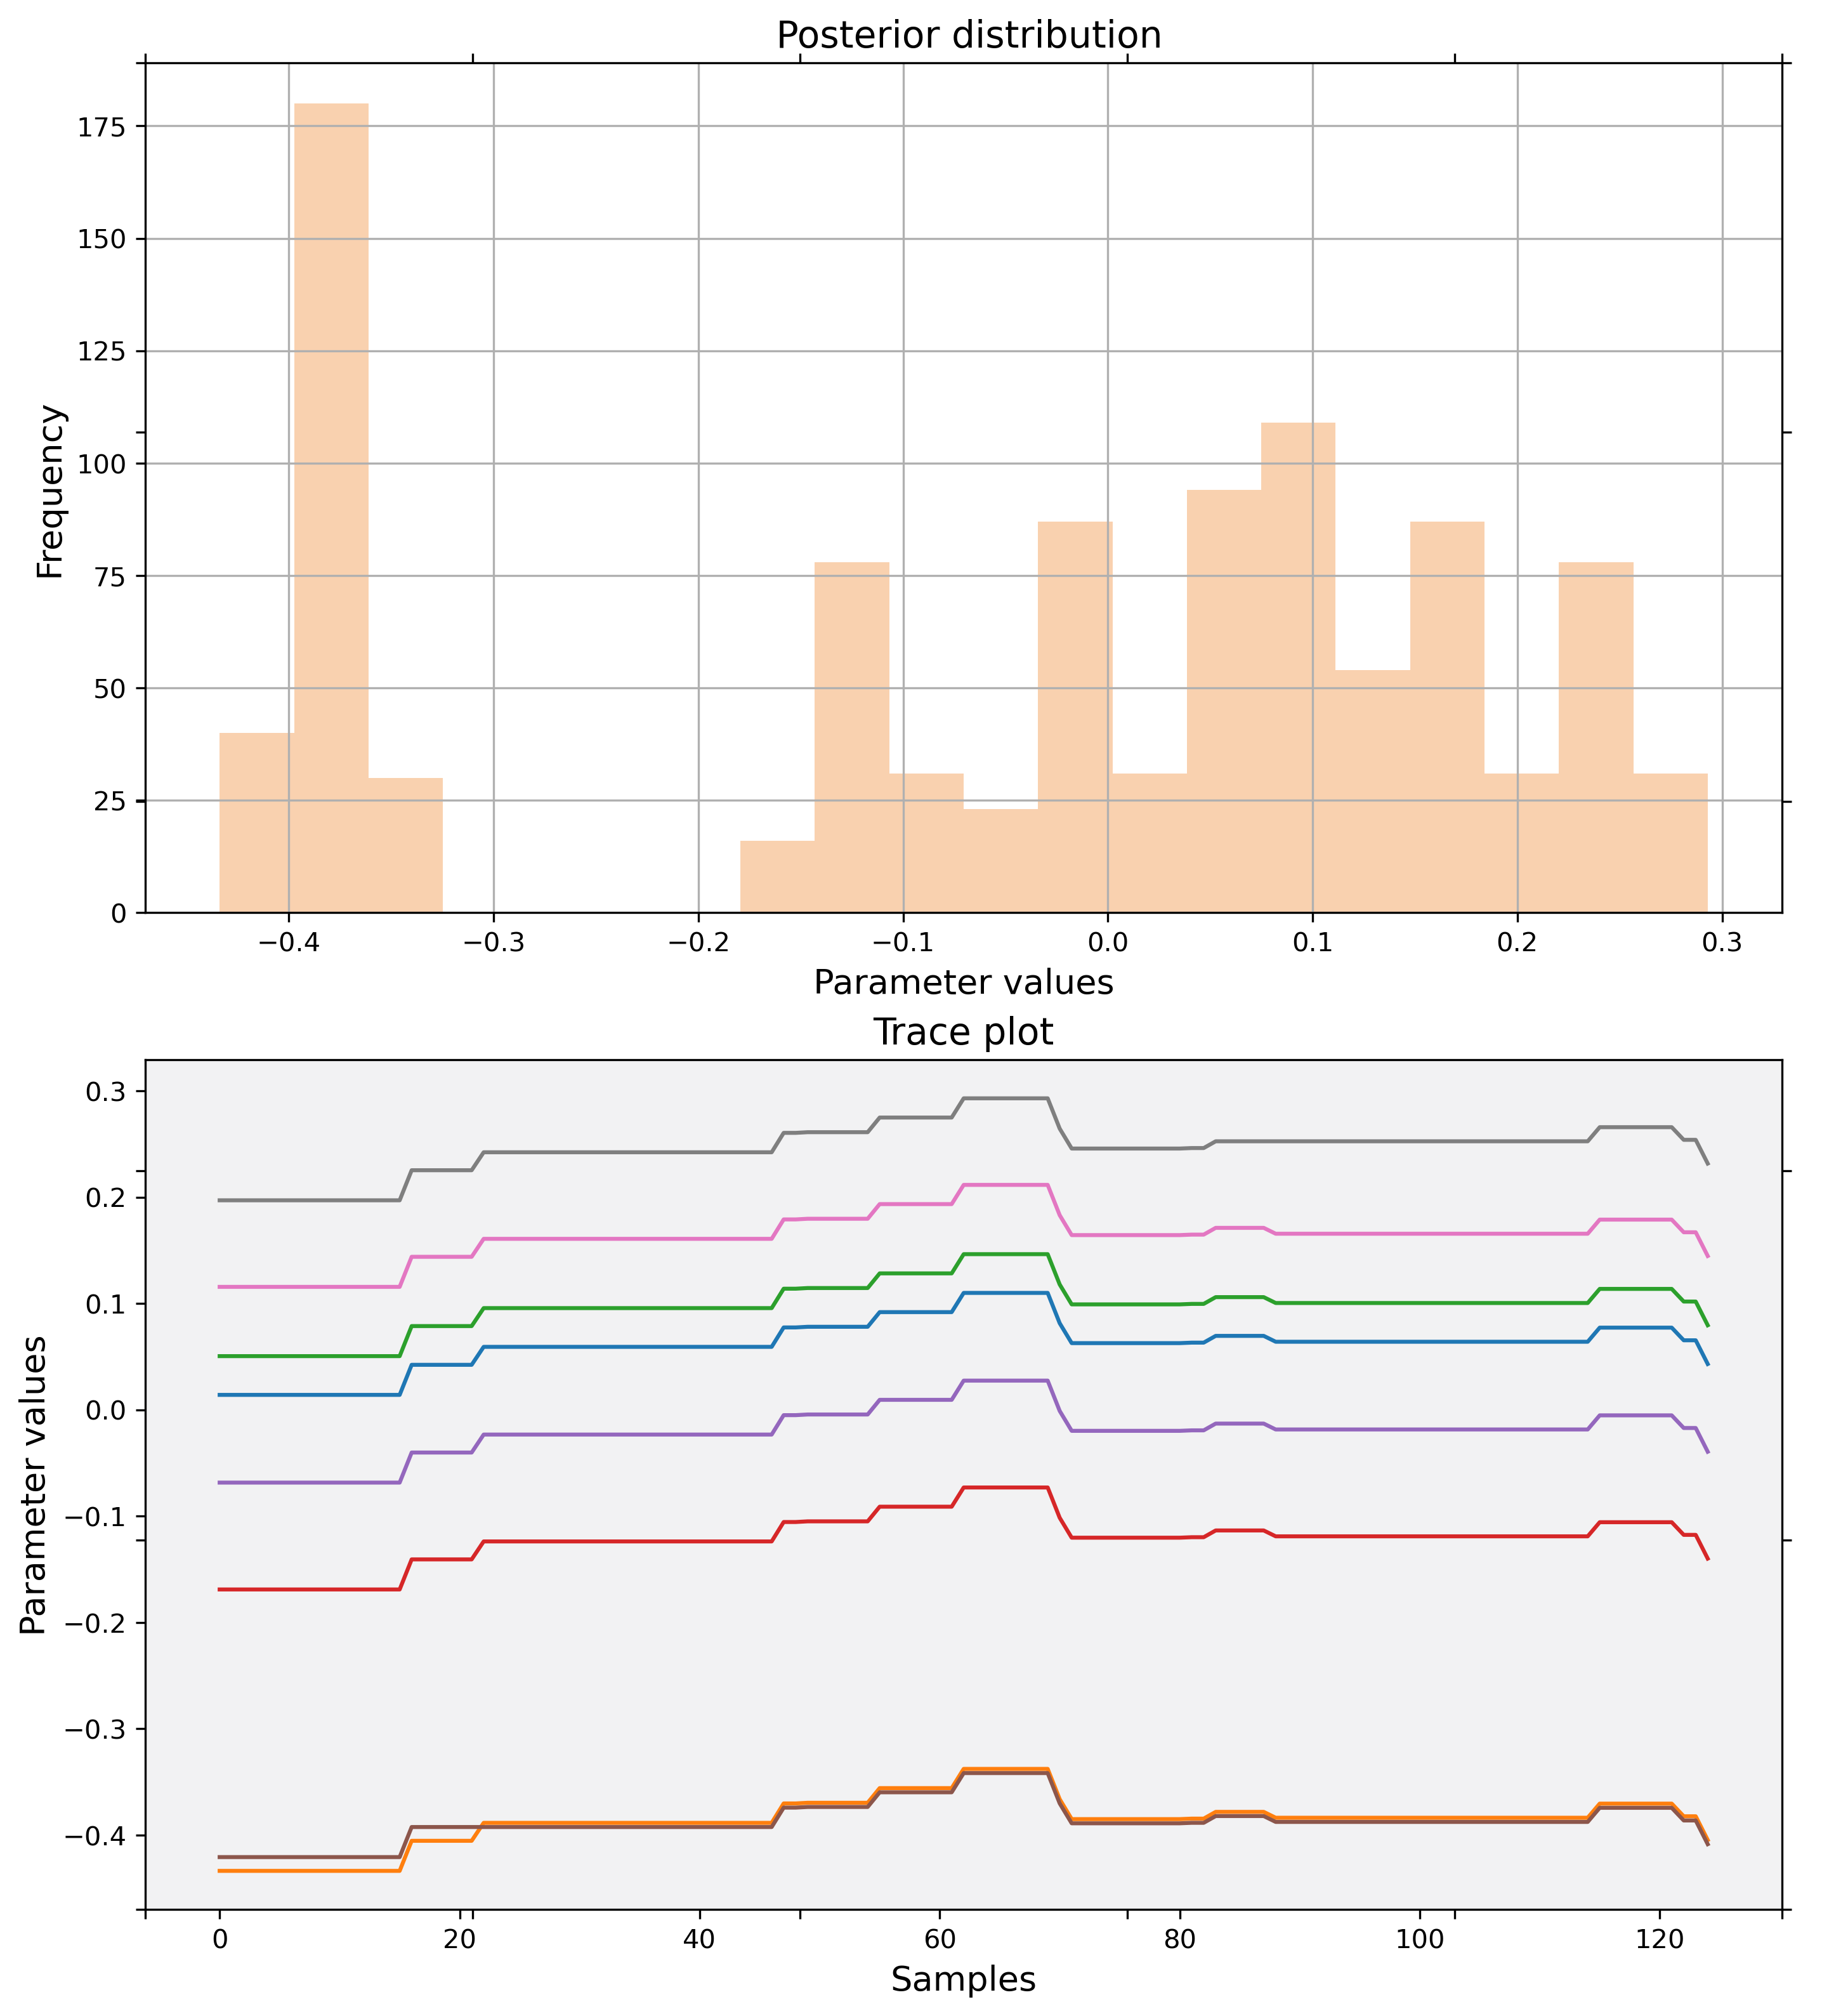 Posterior distribution
175
150
125
100
75
50
25
0
Frequency
−0.4 −0.3 −0.2 −0.1 0.0 0.1 0.2 0.3
Parameter values
Trace plot
0.3
0.2
0.1
0.0
−0.1
−0.2
−0.3
−0.4
Parameter values
0 20 40 60 80 100 120
Samples